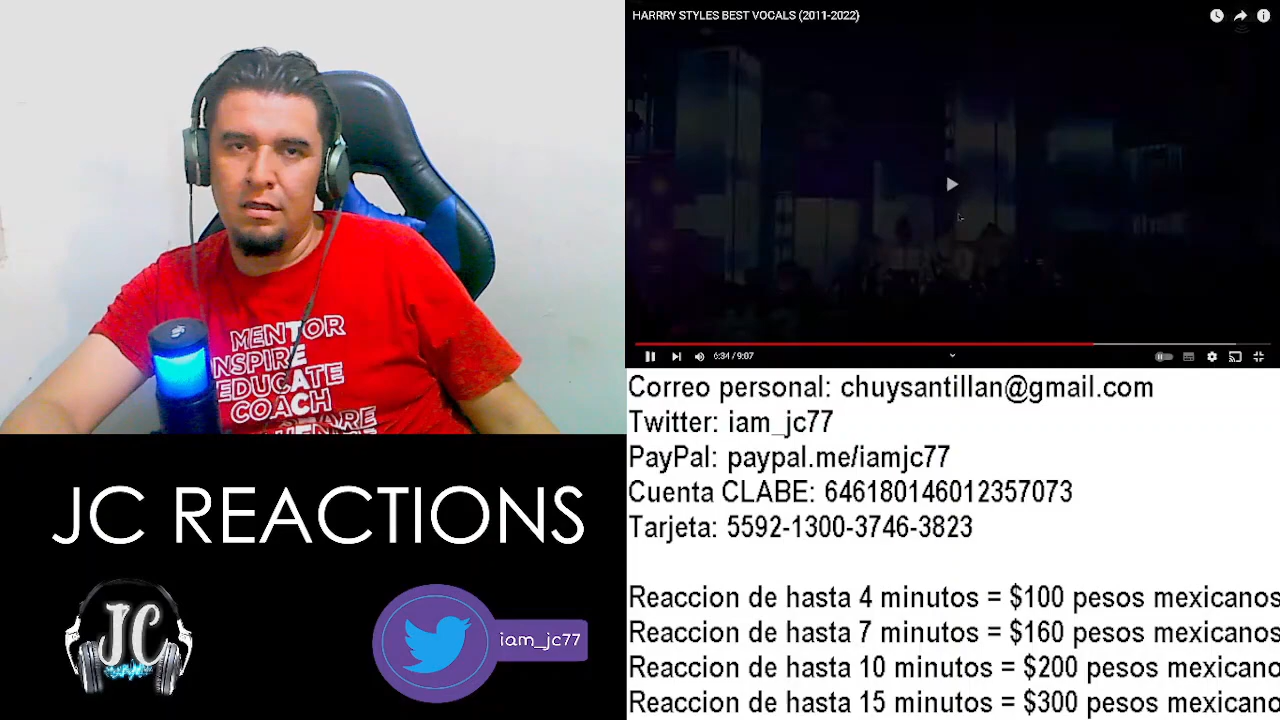 HARRRY STYLES BEST VOCALS (2011-2022)
6:34 / 9:07
MENTOR
INSPIRE
EDUCATE
COACH
Correo personal: chuysantillan@gmail.com
Twitter: iam_jc77
PayPal: paypal.me/iamjc77
Cuenta CLABE: 646180146012357073
Tarjeta: 5592-1300-3746-3823
JC REACTIONS
JC
iam_jc77
Reaccion de hasta 4 minutos = $100 pesos mexicanos
Reaccion de hasta 7 minutos = $160 pesos mexicanos
Reaccion de hasta 10 minutos = $200 pesos mexicano
Reaccion de hasta 15 minutos = $300 pesos mexicano